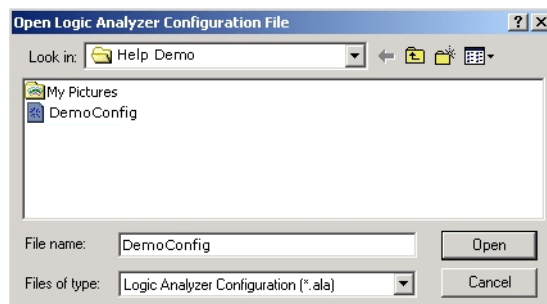 Open Logic Analyzer Configuration File
Look in: Help Demo
My Pictures
DemoConfig
File name: DemoConfig Open
Files of type: Logic Analyzer Configuration (*.ala) Cancel